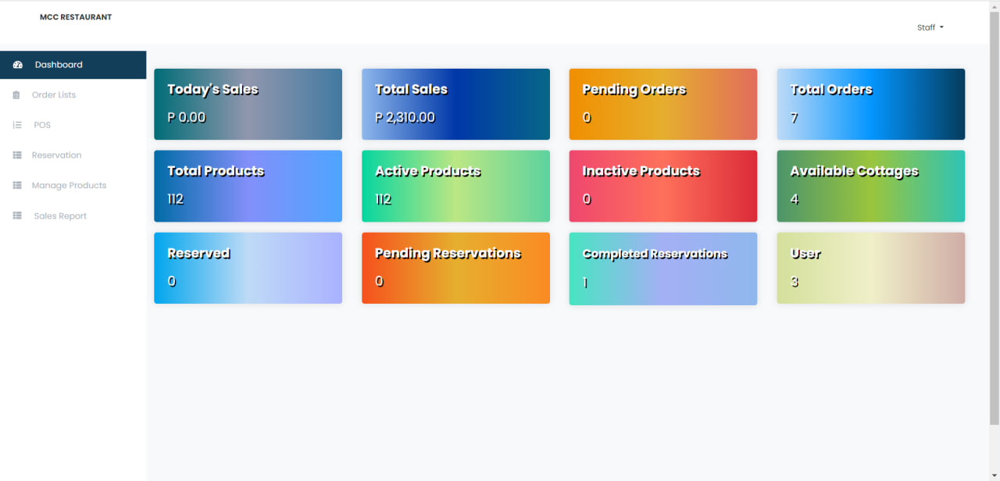 MCC RESTAURANT
Staff
Dashboard
Order Lists
POS
Reservation
Manage Products
Sales Report
Today's Sales
P 0.00
Total Sales
P 2,310.00
Pending Orders
0
Total Orders
7
Total Products
112
Active Products
112
Inactive Products
0
Available Cottages
4
Reserved
0
Pending Reservations
0
Completed Reservations
1
User
3